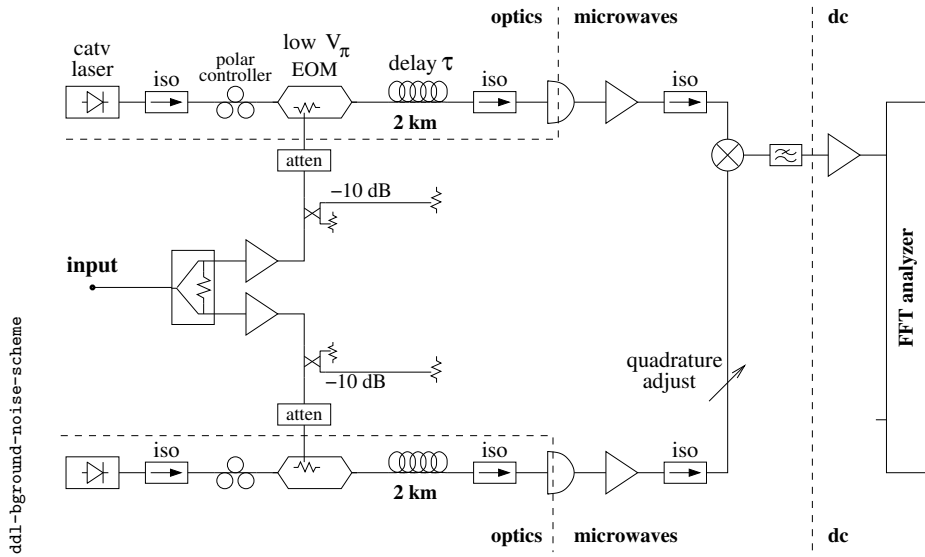 optics
microwaves
dc
catv
laser
iso
polar
controller
low Vπ
EOM
delay τ
2 km
iso
iso
atten
−10 dB
input
FFT analyzer
−10 dB
quadrature
adjust
atten
iso
2 km
iso
iso
optics
microwaves
dc
ddl-bground-noise-scheme